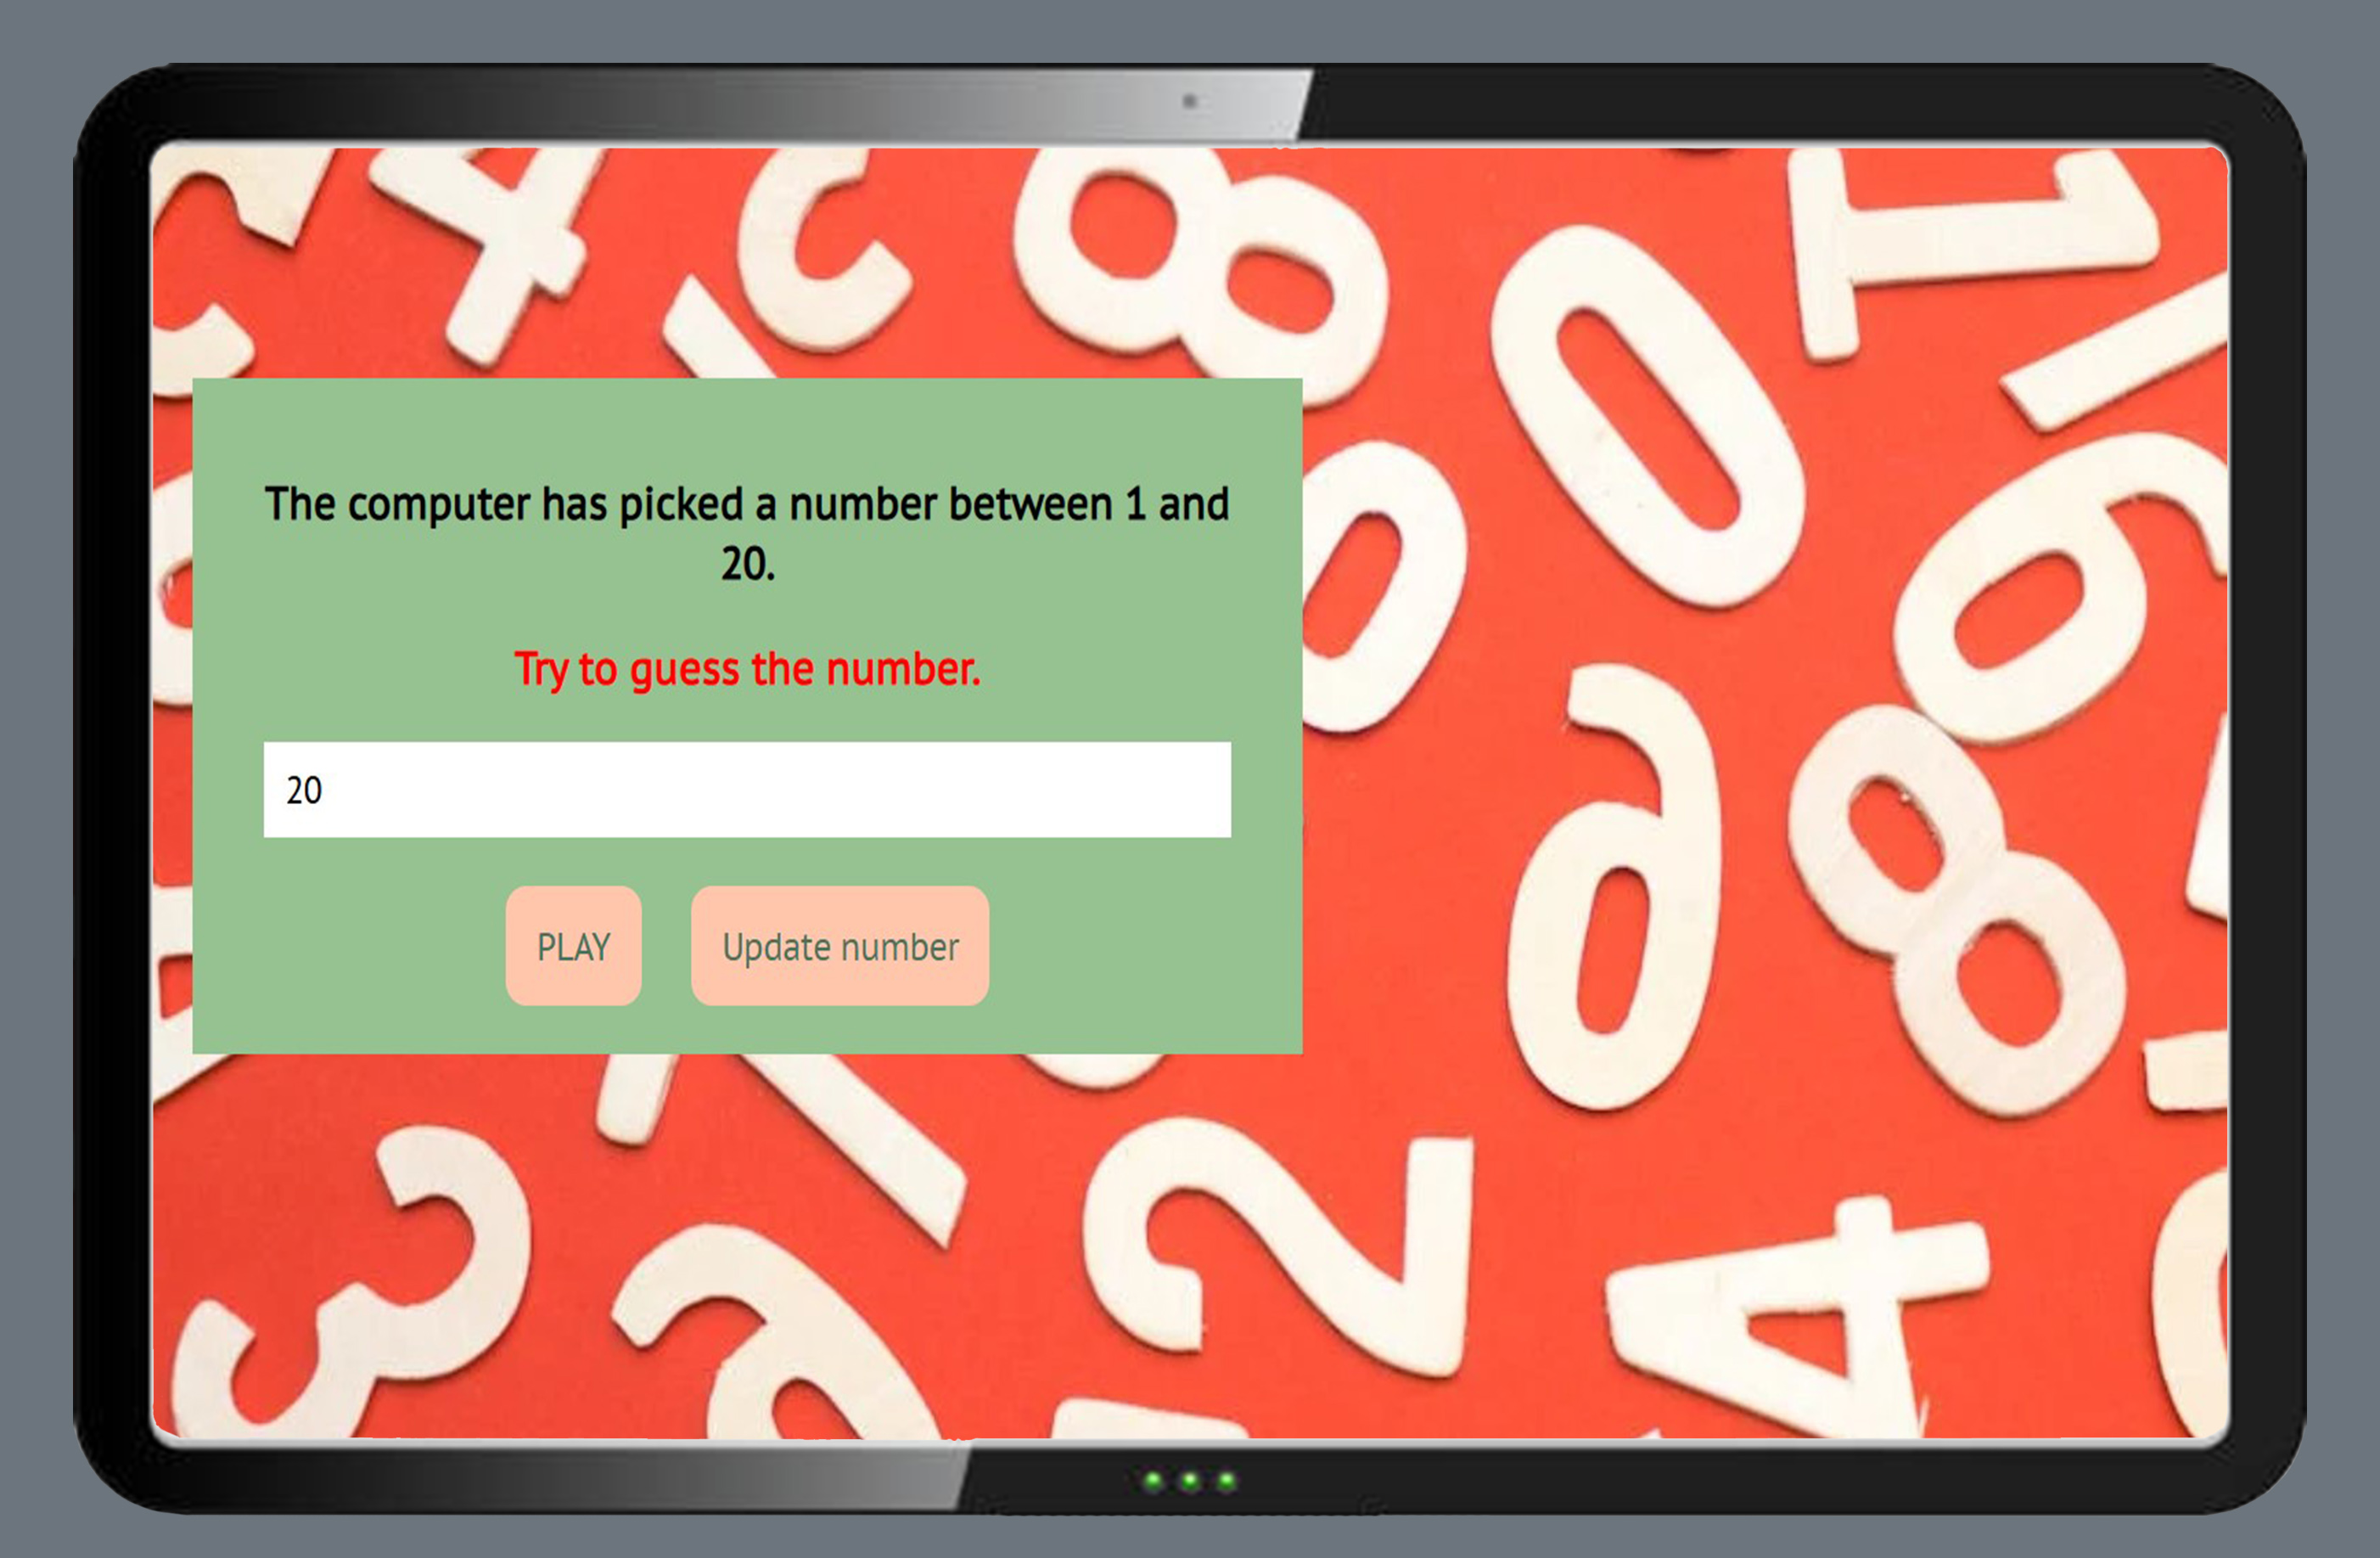 The computer has picked a number between 1 and
20.
Try to guess the number.
20
PLAY
Update number